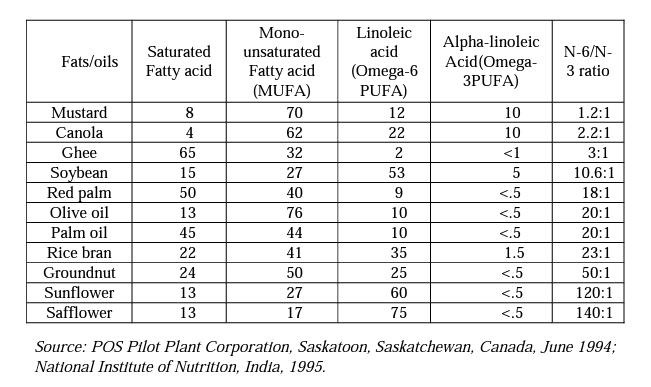 Fats/oils Saturated Fatty acid Mono-unsaturated Fatty acid (MUFA) Linoleic acid (Omega-6 PUFA) Alpha-linoleic Acid(Omega-3PUFA) N-6/N-3 ratio
Mustard 8 70 12 10 1.2:1
Canola 4 62 22 10 2.2:1
Ghee 65 32 2 <1 3:1
Soybean 15 27 53 5 10.6:1
Red palm 50 40 9 <.5 18:1
Olive oil 13 76 10 <.5 20:1
Palm oil 45 44 10 <.5 20:1
Rice bran 22 41 35 1.5 23:1
Groundnut 24 50 25 <.5 50:1
Sunflower 13 27 60 <.5 120:1
Safflower 13 17 75 <.5 140:1
Source: POS Pilot Plant Corporation, Saskatoon, Saskatchewan, Canada, June 1994;
National Institute of Nutrition, India, 1995.